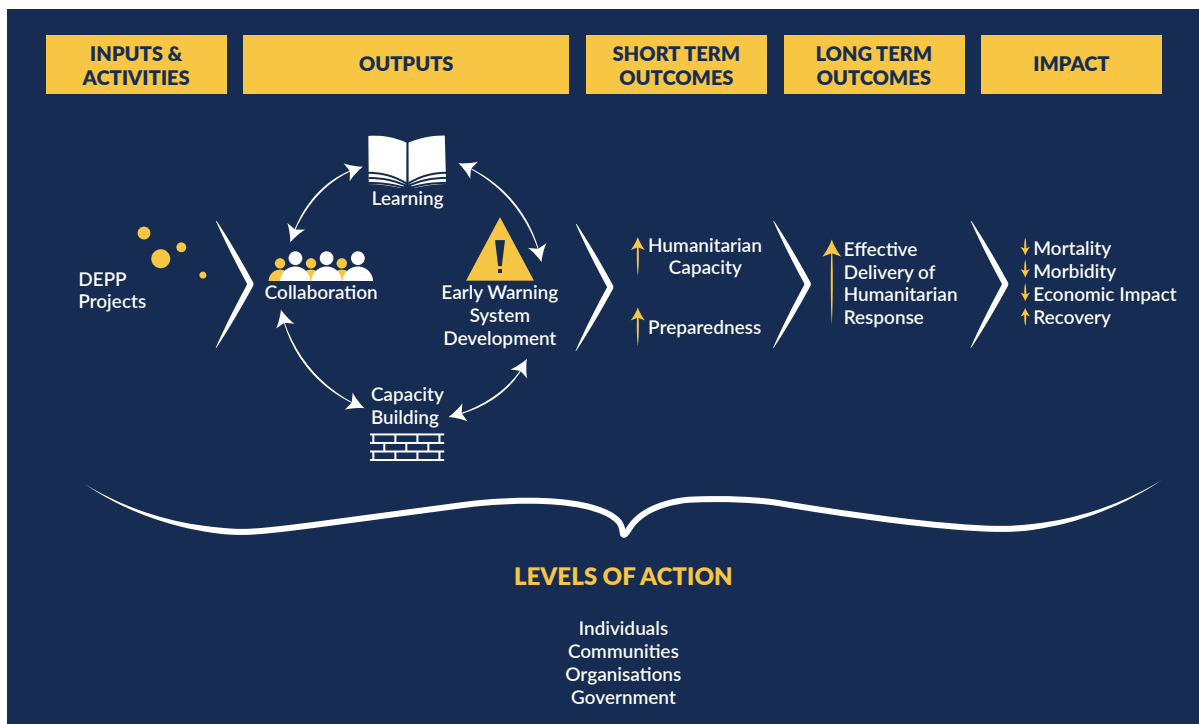 INPUTS &
ACTIVITIES
OUTPUTS
SHORT TERM
OUTCOMES
LONG TERM
OUTCOMES
IMPACT
DEPP
Projects
Learning
Collaboration
Early Warning
System
Development
Capacity
Building
Humanitarian
Capacity
Preparedness
Effective
Delivery of
Humanitarian
Response
Mortality
Morbidity
Economic Impact
Recovery
LEVELS OF ACTION
Individuals
Communities
Organisations
Government